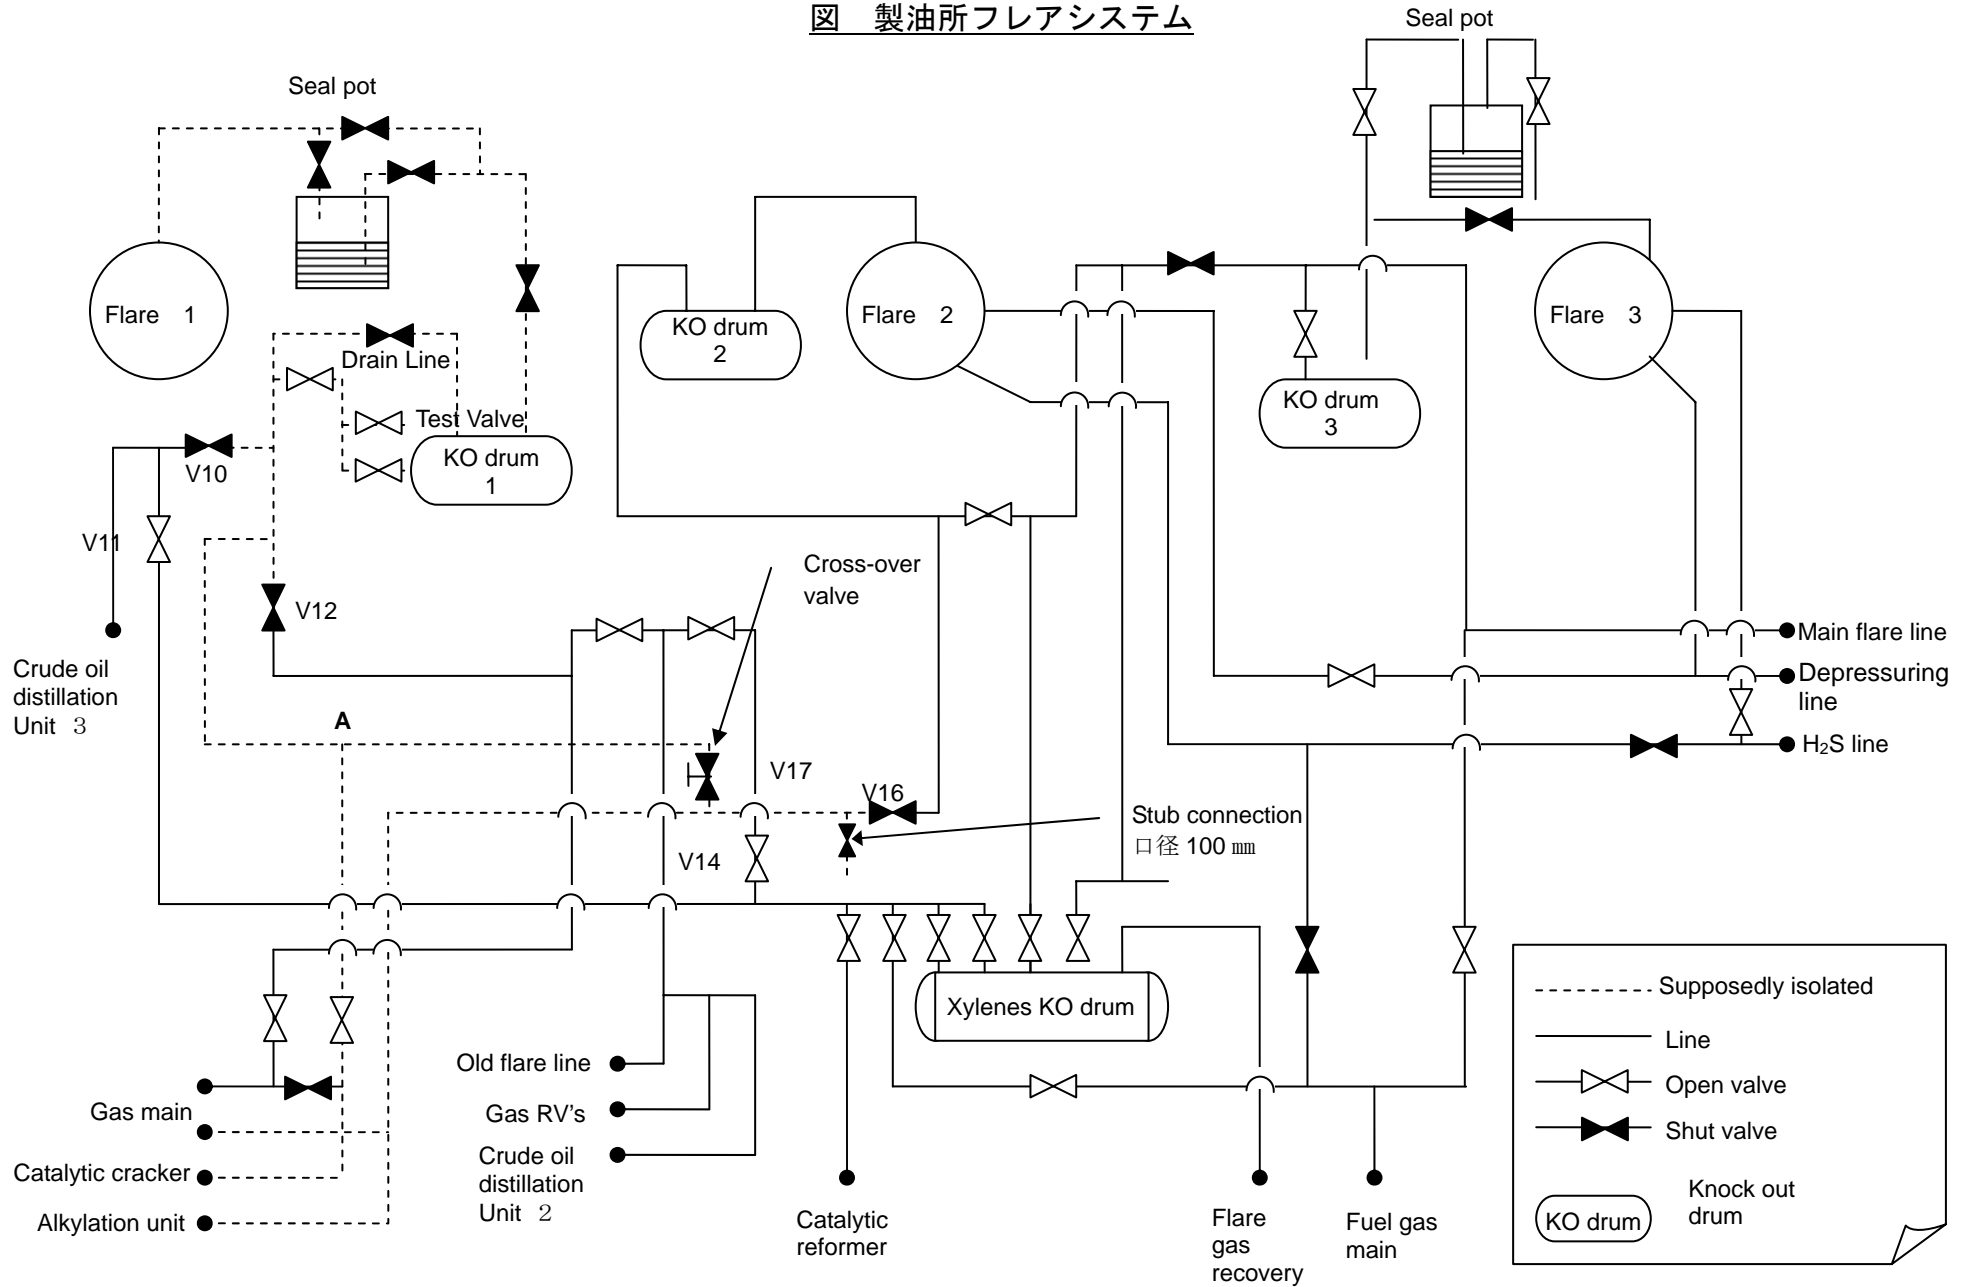 図 製油所フレアシステム
Seal pot
Seal pot
Flare 1
KO drum
2
Flare 2
Flare 3
Drain Line
Test Valve
KO drum
1
KO drum
3
V10
V11
V12
Cross-over
valve
Crude oil
distillation
Unit 3
A
V17
V16
V14
Stub connection
口径 100 ㎜
Main flare line
Depressuring
line
H₂S line
Xylenes KO drum
Gas main
Catalytic cracker
Alkylation unit
Old flare line
Gas RV's
Crude oil
distillation
Unit 2
Catalytic
reformer
Flare
gas
recovery
Fuel gas
main
Supposedly isolated
Line
Open valve
Shut valve
KO drum
Knock out
drum